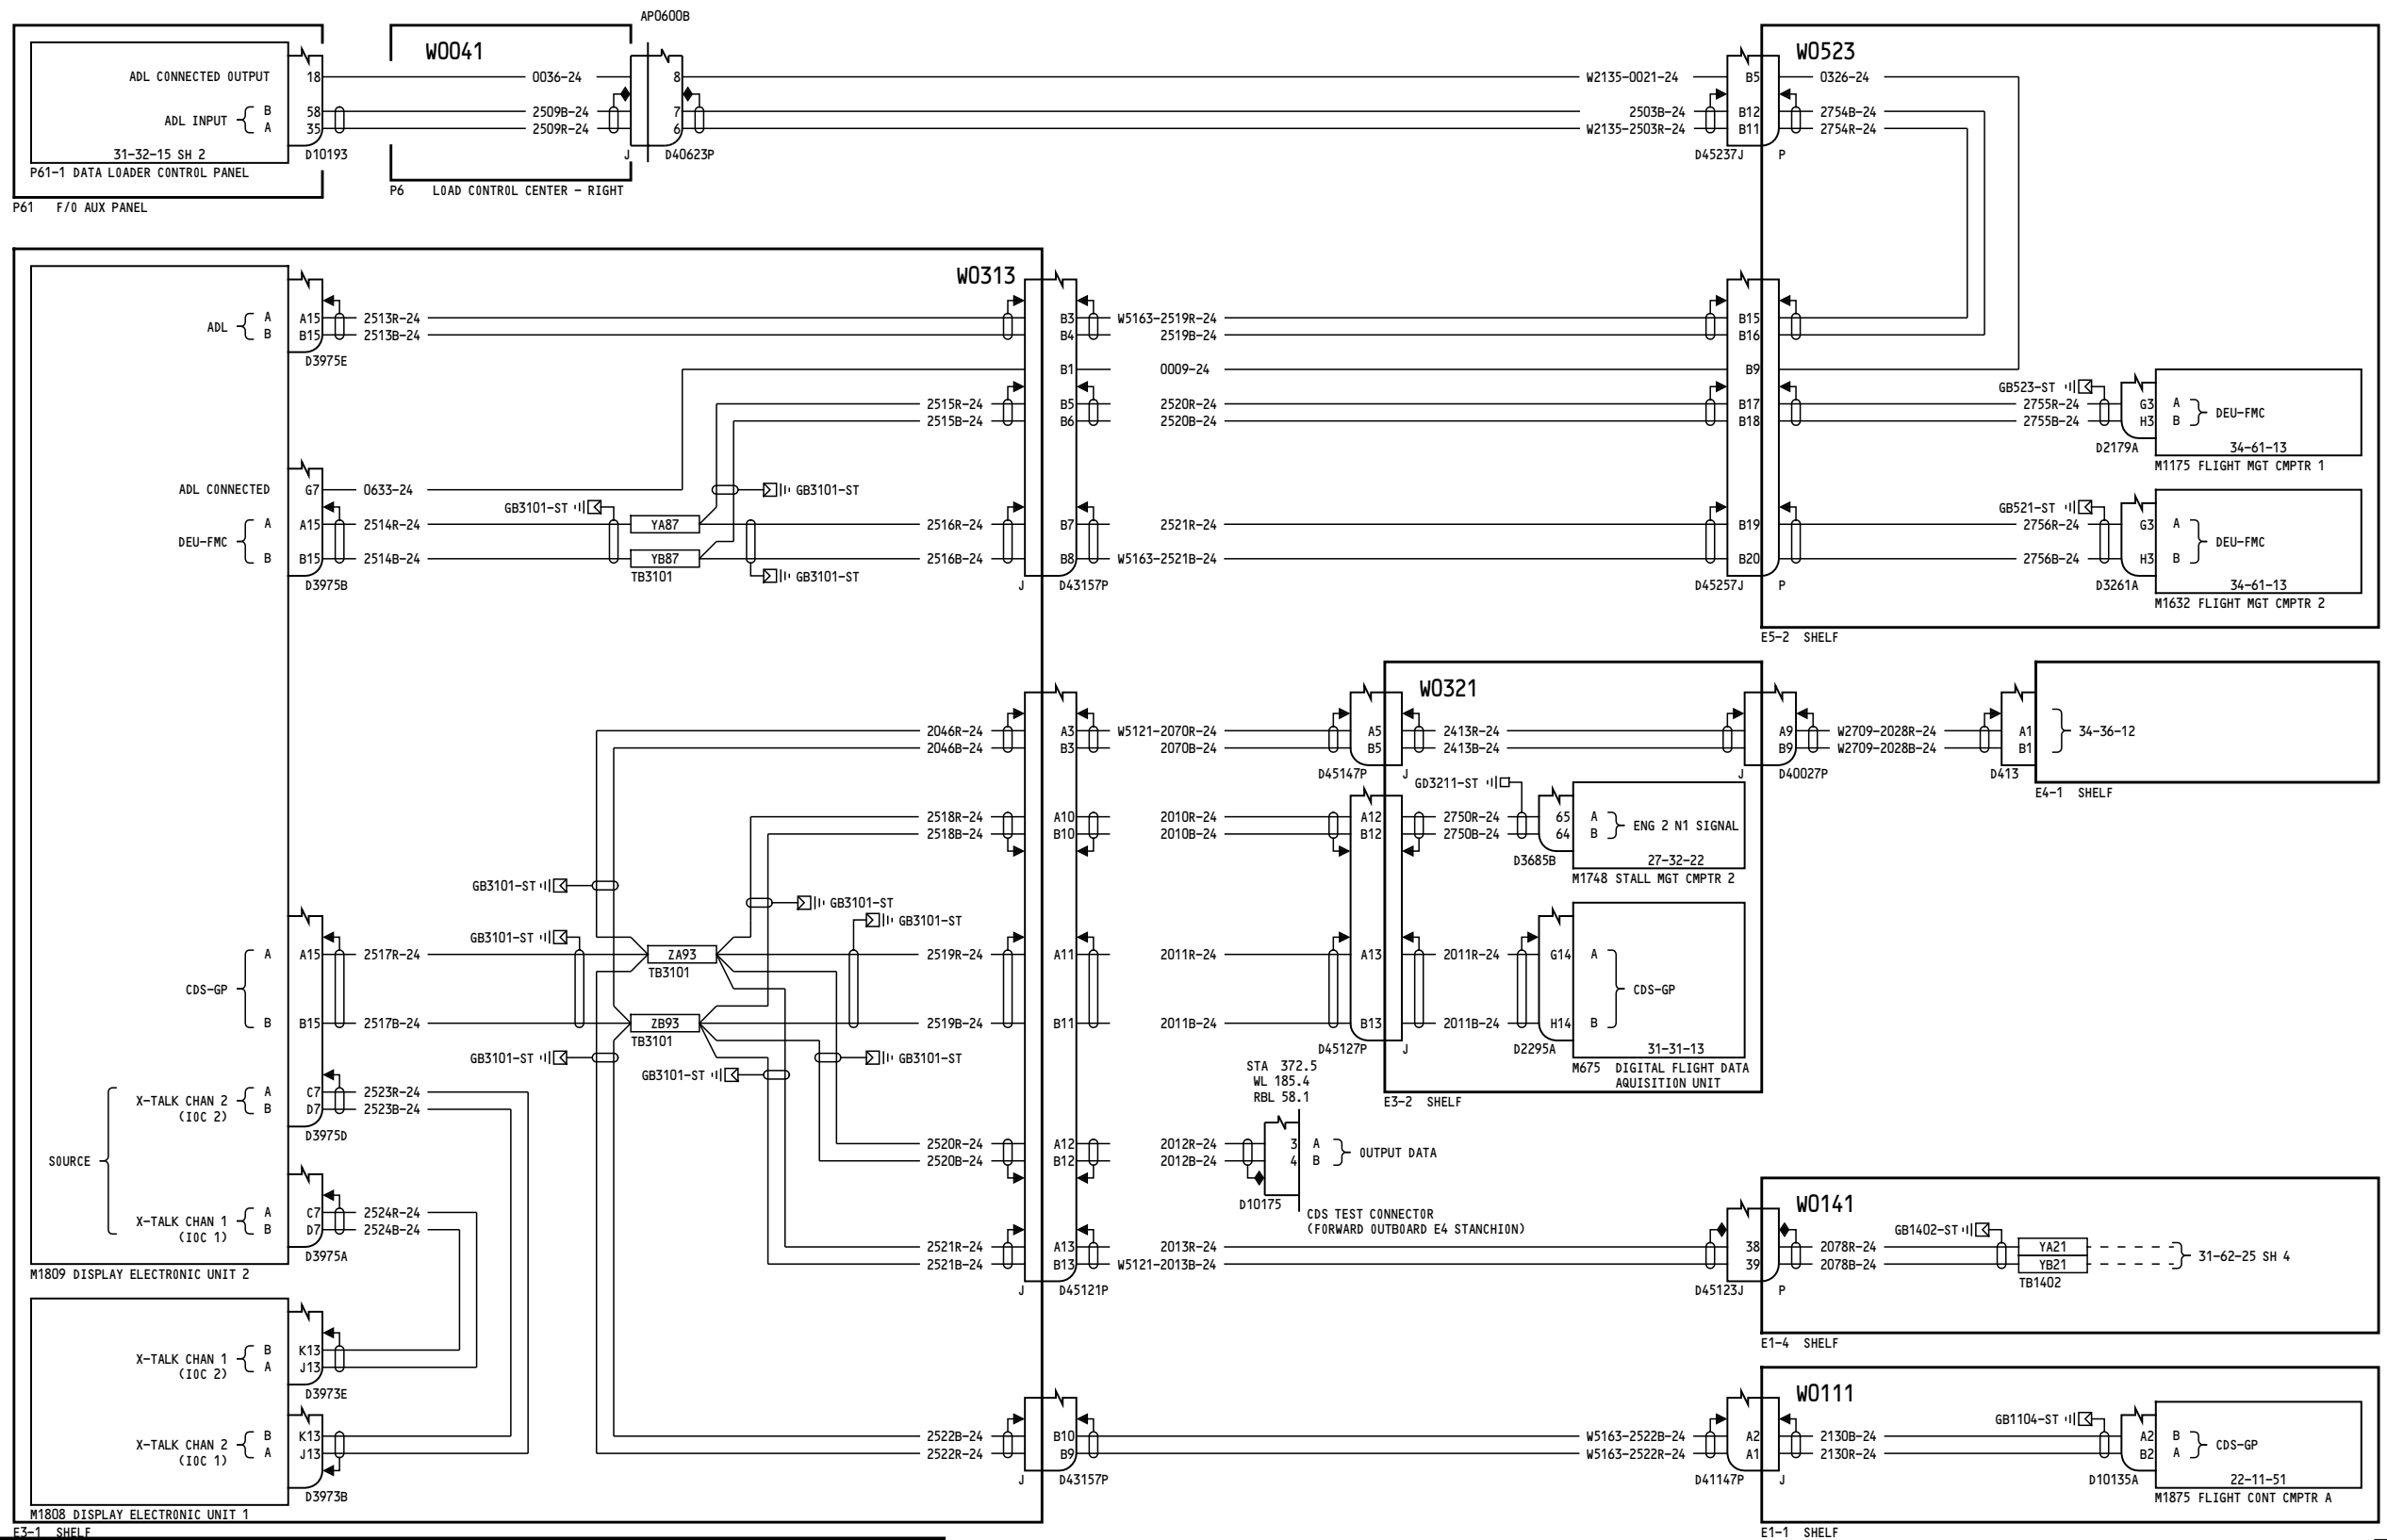 AP0600B
W0041
W0523
ADL CONNECTED OUTPUT 18 0036-24 8 W2135-0021-24 B5 0326-24
ADL INPUT
B 58 2509B-24 7 2503B-24 B12 2754B-24
A 35 2509R-24 6 W2135-2503R-24 B11 2754R-24
31-32-15 SH 2
D10193
J
D40623P
D45237J
P
P61-1 DATA LOADER CONTROL PANEL
P6 LOAD CONTROL CENTER - RIGHT
P61 F/O AUX PANEL
W0313
ADL
A A15 2513R-24 B3 W5163-2519R-24 B15
B B15 2513B-24 B4 2519B-24 B16
D3975E
B1 0009-24 B9
GB523-ST
2515R-24 B5 2520R-24 B17 2755R-24 G3 A
2515B-24 B6 2520B-24 B18 2755B-24 H3 B
DEU-FMC
D2179A
34-61-13
M1175 FLIGHT MGT CMPTR 1
ADL CONNECTED G7 0633-24
GB3101-ST
GB3101-ST
GB521-ST
DEU-FMC
A A15 2514R-24 YA87 2516R-24 B7 2521R-24 B19 2756R-24 G3 A
B B15 2514B-24 YB87 2516B-24 B8 W5163-2521B-24 B20 2756B-24 H3 B
DEU-FMC
TB3101
GB3101-ST
D3975B
J
D43157P
D45257J
P
D3261A
34-61-13
M1632 FLIGHT MGT CMPTR 2
E5-2 SHELF
W0321
2046R-24 A3 W5121-2070R-24 A5 2413R-24 A9 W2709-2028R-24 A1
2046B-24 B3 2070B-24 B5 2413B-24 B9 W2709-2028B-24 B1
34-36-12
D45147P
J
J
D40027P
D413
GD3211-ST
E4-1 SHELF
2518R-24 A10 2010R-24 A12 2750R-24 65 A
2518B-24 B10 2010B-24 B12 2750B-24 64 B
ENG 2 N1 SIGNAL
D3685B
27-32-22
M1748 STALL MGT CMPTR 2
GB3101-ST
GB3101-ST
GB3101-ST
GB3101-ST
CDS-GP
A A15 2517R-24 ZA93 2519R-24 A11 2011R-24 A13 2011R-24 G14 A
TB3101
CDS-GP
B B15 2517B-24 ZB93 2519B-24 B11 2011B-24 B13 2011B-24 H14 B
TB3101
D45127P
J
D2295A
31-31-13
M675 DIGITAL FLIGHT DATA
AQUISITION UNIT
GB3101-ST
GB3101-ST
GB3101-ST
STA 372.5
WL 185.4
RBL 58.1
E3-2 SHELF
SOURCE
X-TALK CHAN 2
(IOC 2)
A C7 2523R-24
B D7 2523B-24
D3975D
2520R-24 A12 2012R-24 3 A
2520B-24 B12 2012B-24 4 B
OUTPUT DATA
D10175
CDS TEST CONNECTOR
(FORWARD OUTBOARD E4 STANCHION)
W0141
X-TALK CHAN 1
(IOC 1)
A C7 2524R-24
B D7 2524B-24
D3975A
GB1402-ST
2521R-24 A13 2013R-24 38 2078R-24 YA21
2521B-24 B13 W5121-2013B-24 39 2078B-24 YB21
31-62-25 SH 4
M1809 DISPLAY ELECTRONIC UNIT 2
J
D45121P
D45123J
P
TB1402
E1-4 SHELF
X-TALK CHAN 1
(IOC 2)
B K13
A J13
D3973E
W0111
GB1104-ST
X-TALK CHAN 2
(IOC 1)
B K13 2522B-24 B10 W5163-2522B-24 A2 2130B-24 A2 B
A J13 2522R-24 B9 W5163-2522R-24 A1 2130R-24 B2 A
CDS-GP
D3973B
J
D43157P
D41147P
J
D10135A
22-11-51
M1875 FLIGHT CONT CMPTR A
M1808 DISPLAY ELECTRONIC UNIT 1
E3-1 SHELF
E1-1 SHELF